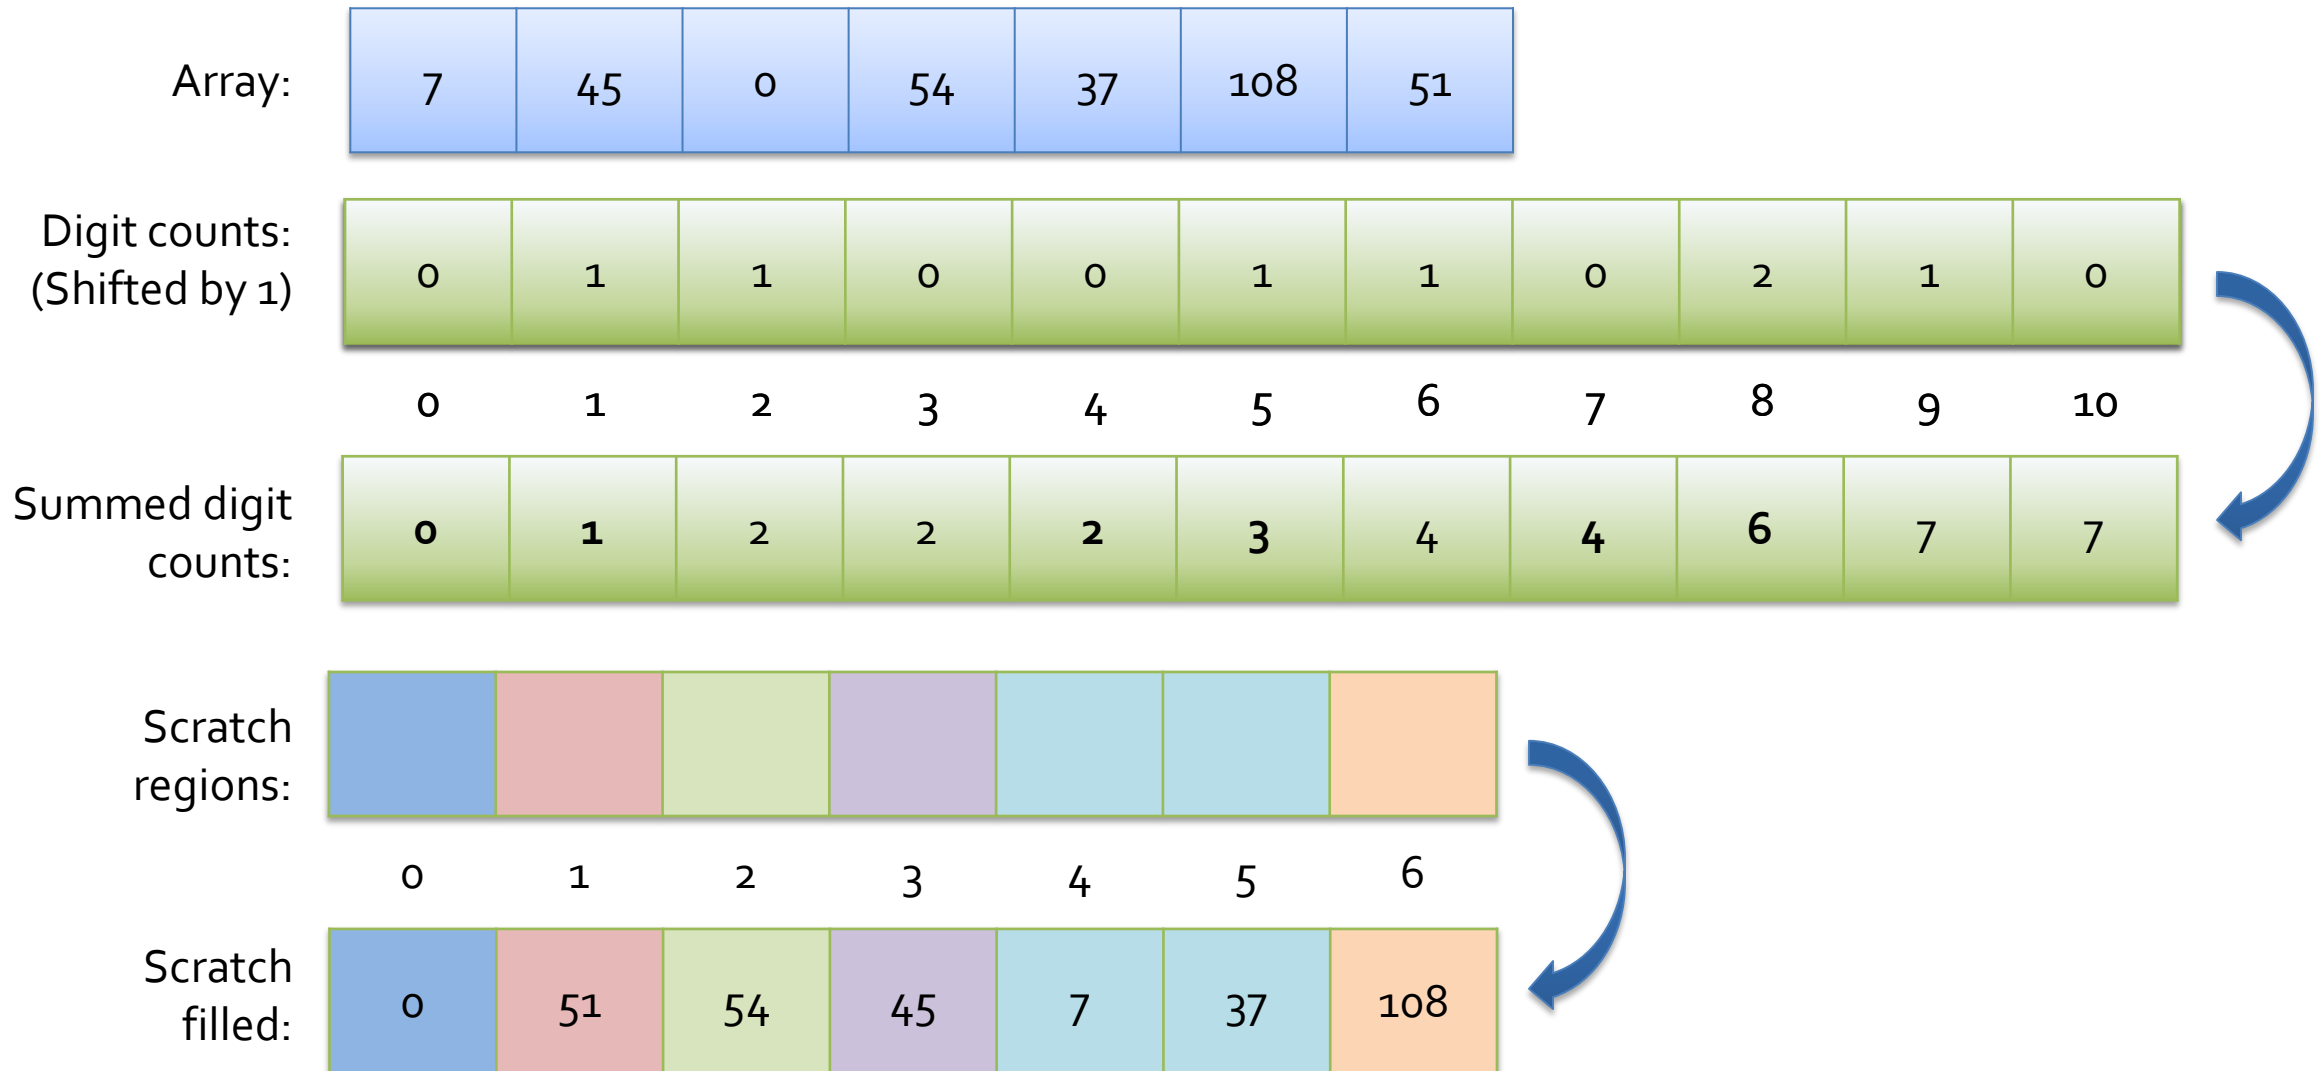 Array:
7 45 0 54 37 108 51
Digit counts:
(Shifted by 1)
0 1 1 0 0 1 1 0 2 1 0
0 1 2 3 4 5 6 7 8 9 10
Summed digit
counts:
0 1 2 2 2 3 4 4 6 7 7
Scratch
regions:
0 1 2 3 4 5 6
Scratch
filled:
0 51 54 45 7 37 108